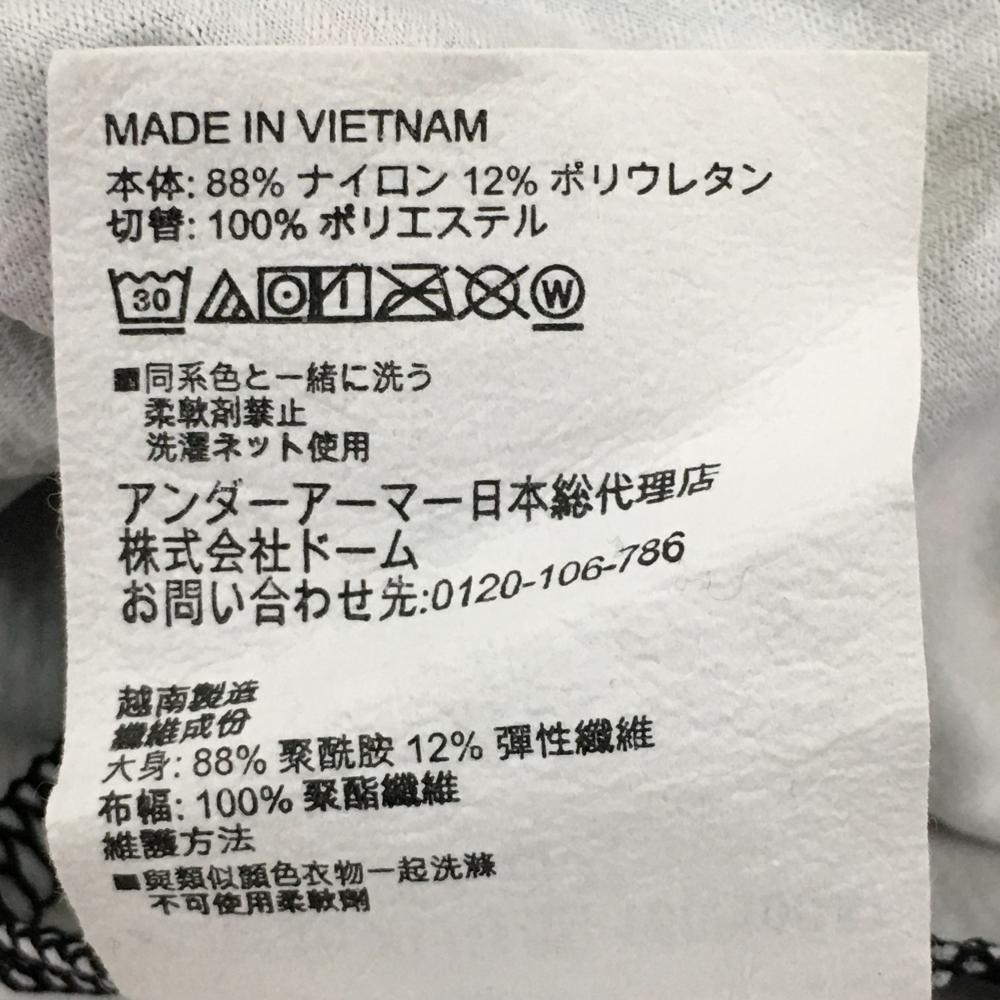 MADE IN VIETNAM
本体: 88% ナイロン 12% ポリウレタン
切替: 100% ポリエステル
30 W
■同系色と一緒に洗う
柔軟剤禁止
洗濯ネット使用
アンダーアーマー日本総代理店
株式会社ドーム
お問い合わせ先:0120-106-786
越南製造
纖維成份
大身: 88% 聚酰胺 12% 彈性纖維
布幅: 100% 聚酯纖維
維護方法
■與類似顏色衣物一起洗滌
不可使用柔軟劑